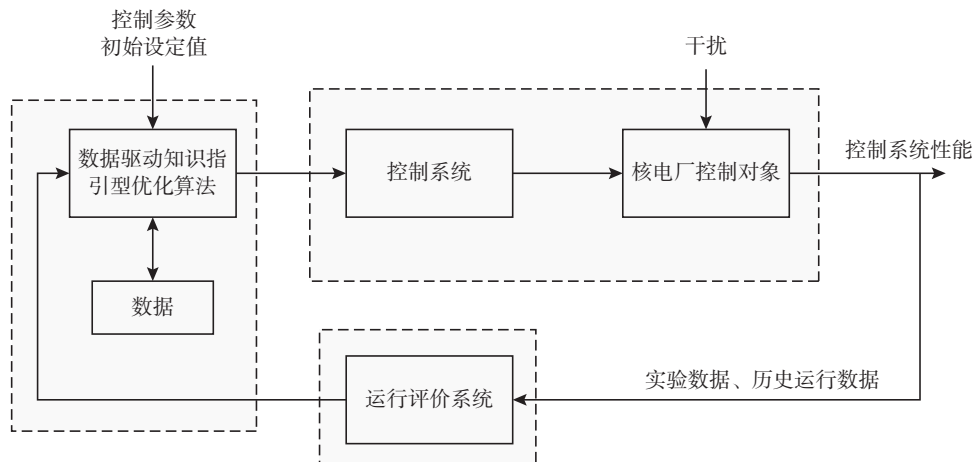 控制参数
初始设定值
干扰
数据驱动知识指
引型优化算法
控制系统
核电厂控制对象
控制系统性能
数据
运行评价系统
实验数据、历史运行数据